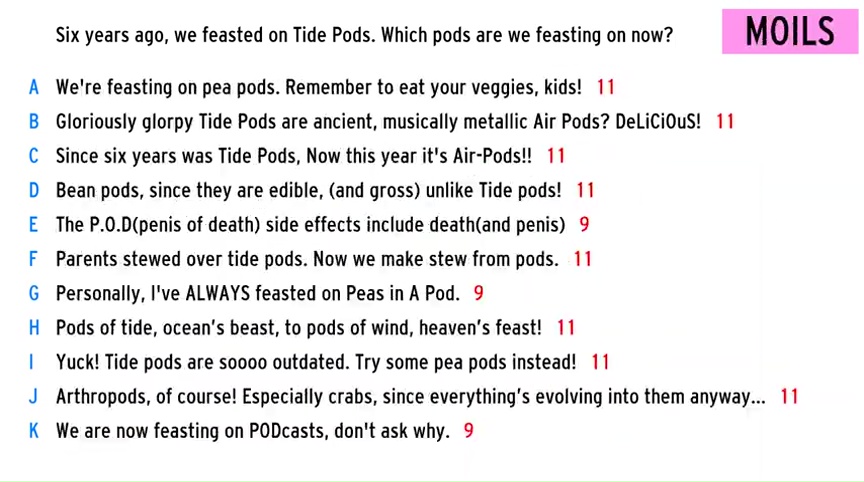 Six years ago, we feasted on Tide Pods. Which pods are we feasting on now?
MOILS
A We're feasting on pea pods. Remember to eat your veggies, kids! 11
B Gloriously glorpy Tide Pods are ancient, musically metallic Air Pods? DeLiCiOuS! 11
C Since six years was Tide Pods, Now this year it's Air-Pods!! 11
D Bean pods, since they are edible, (and gross) unlike Tide pods! 11
E The P.O.D(penis of death) side effects include death(and penis) 9
F Parents stewed over tide pods. Now we make stew from pods. 11
G Personally, I've ALWAYS feasted on Peas in A Pod. 9
H Pods of tide, ocean’s beast, to pods of wind, heaven’s feast! 11
I Yuck! Tide pods are soooo outdated. Try some pea pods instead! 11
J Arthropods, of course! Especially crabs, since everything’s evolving into them anyway... 11
K We are now feasting on PODcasts, don't ask why. 9